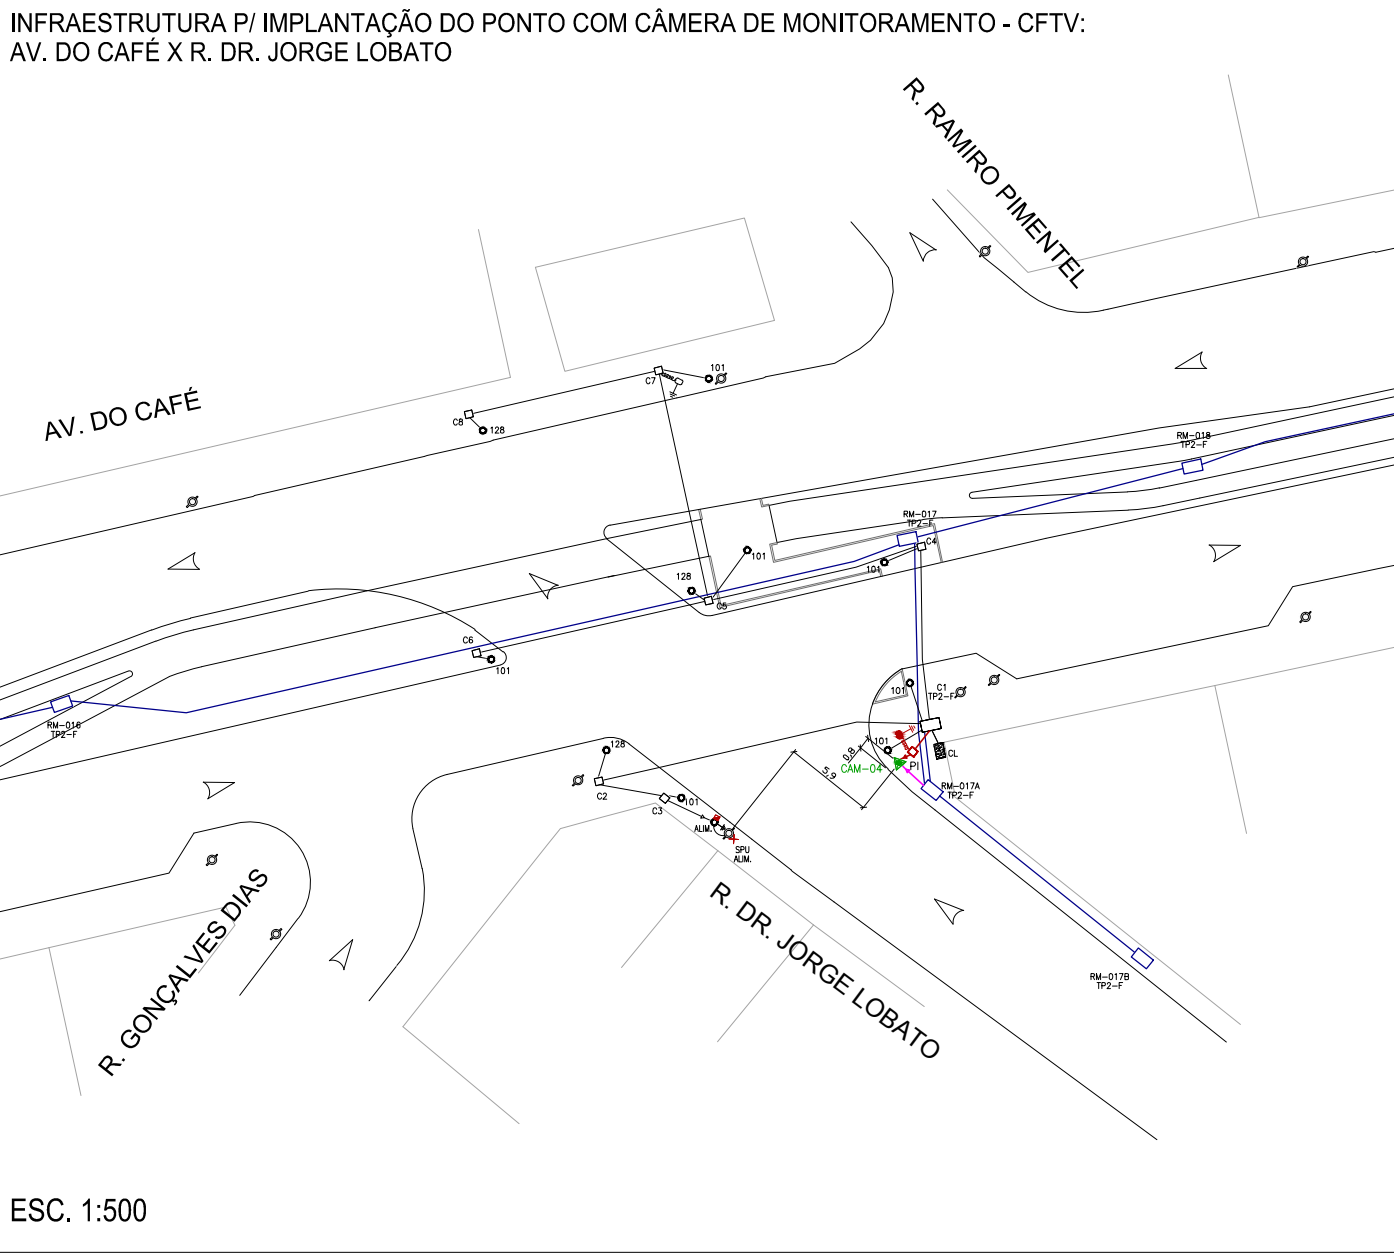 INFRAESTRUTURA P/ IMPLANTAÇÃO DO PONTO COM CÂMERA DE MONITORAMENTO - CFTV:
AV. DO CAFÉ X R. DR. JORGE LOBATO
R. RAMIRO PIMENTEL
AV. DO CAFÉ
C7
101
C8
128
RM-018
TP2-F
RM-017
TP2-F
C4
101
101
128
C5
C6
101
RM-016
TP2-F
101
C1
TP2-F
101
CL
0,8
CAM-04
PI
5,9
RM-017A
TP2-F
128
C2
101
C3
ALIM.
SPU
ALIM.
R. GONÇALVES DIAS
R. DR. JORGE LOBATO
RM-017B
TP2-F
ESC. 1:500